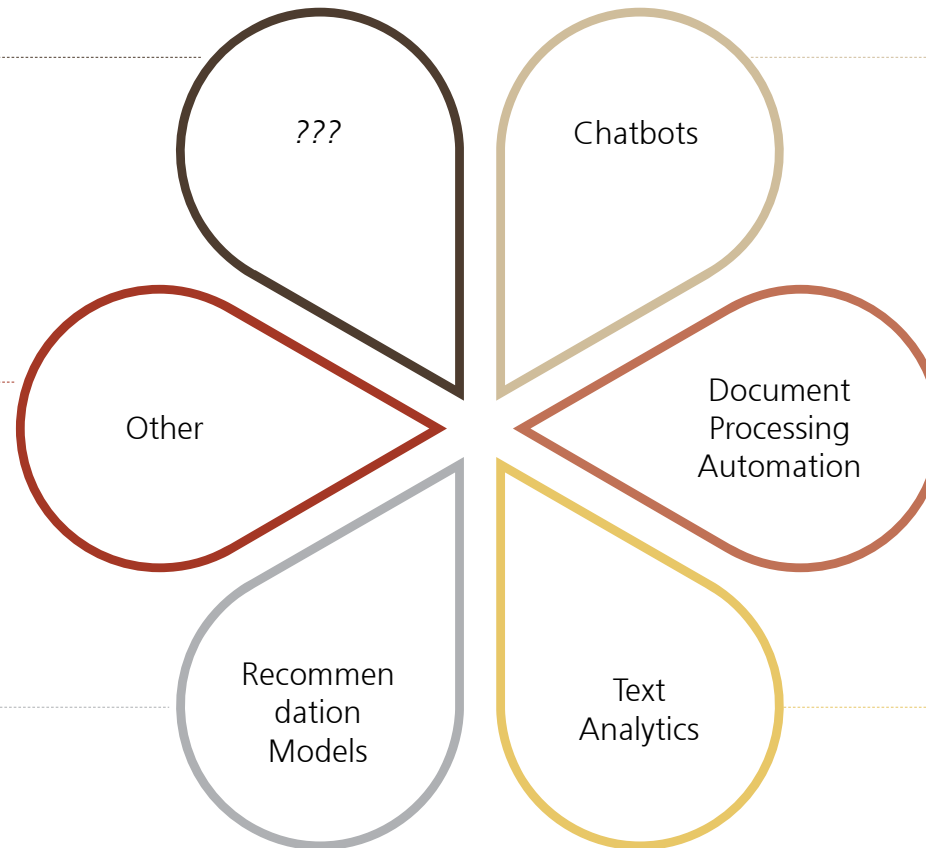 ???
Chatbots
Other
Document
Processing
Automation
Recommen
dation
Models
Text
Analytics